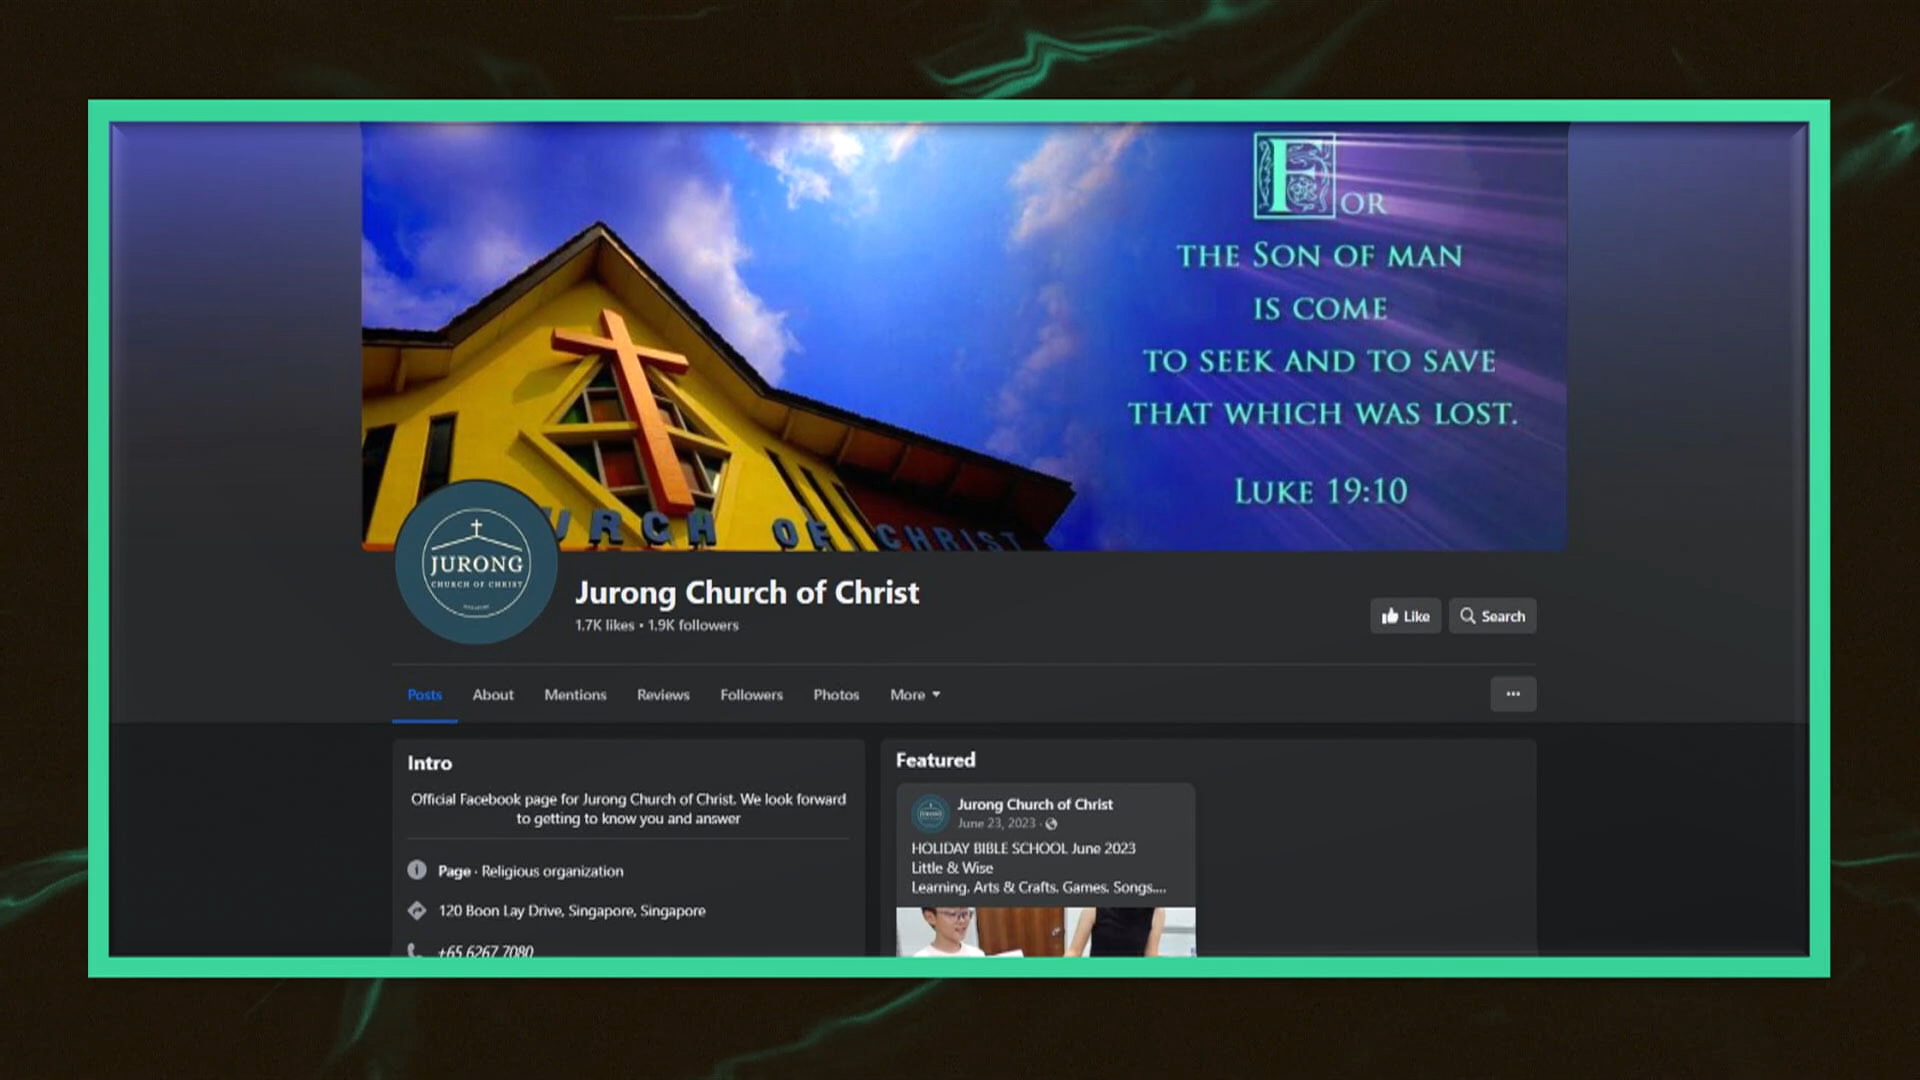 FOR
THE SON OF MAN
IS COME
TO SEEK AND TO SAVE
THAT WHICH WAS LOST.
LUKE 19:10
URCH OF CHRIST
JURONG
CHURCH OF CHRIST
Jurong Church of Christ
1.7K likes • 1.9K followers
Like
Search
Posts
About
Mentions
Reviews
Followers
Photos
More
Intro
Official Facebook page for Jurong Church of Christ. We look forward
to getting to know you and answer
Page · Religious organization
120 Boon Lay Drive, Singapore, Singapore
+65 6267 7080
Featured
Jurong Church of Christ
June 23, 2023 ·
HOLIDAY BIBLE SCHOOL June 2023
Little & Wise
Learning. Arts & Crafts. Games. Songs....